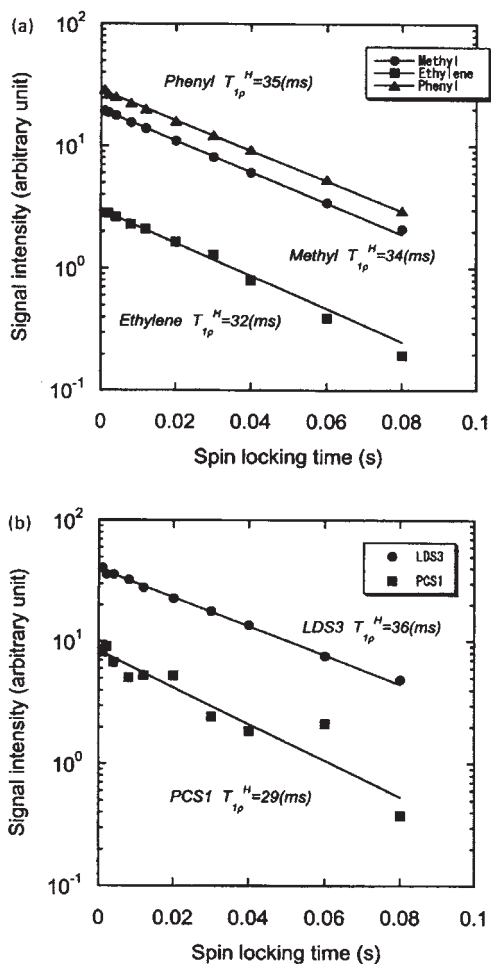 (a)
10²
10¹
10⁰
10⁻¹
Signal intensity (arbitrary unit)
Phenyl T₁ρᴴ=35(ms)
Methyl
Ethylene
Phenyl
Methyl T₁ρᴴ=34(ms)
Ethylene T₁ρᴴ=32(ms)
0 0.02 0.04 0.06 0.08 0.1
Spin locking time (s)
(b)
10²
10¹
10⁰
10⁻¹
Signal intensity (arbitrary unit)
LDS3
PCS1
LDS3 T₁ρᴴ=36(ms)
PCS1 T₁ρᴴ=29(ms)
0 0.02 0.04 0.06 0.08 0.1
Spin locking time (s)